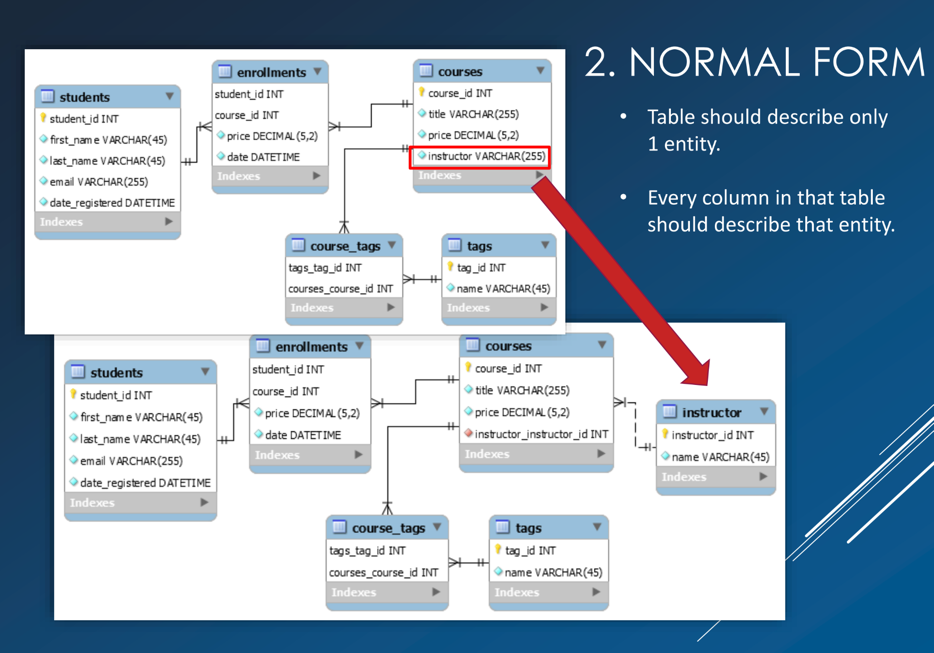 2. NORMAL FORM
• Table should describe only
1 entity.
• Every column in that table
should describe that entity.
students
student_id INT
first_name VARCHAR(45)
last_name VARCHAR(45)
email VARCHAR(255)
date_registered DATETIME
Indexes
enrollments
student_id INT
course_id INT
price DECIMAL(5,2)
date DATETIME
Indexes
courses
course_id INT
title VARCHAR(255)
price DECIMAL(5,2)
instructor VARCHAR(255)
Indexes
course_tags
tags_tag_id INT
courses_course_id INT
Indexes
tags
tag_id INT
name VARCHAR(45)
Indexes
students
student_id INT
first_name VARCHAR(45)
last_name VARCHAR(45)
email VARCHAR(255)
date_registered DATETIME
Indexes
enrollments
student_id INT
course_id INT
price DECIMAL(5,2)
date DATETIME
Indexes
courses
course_id INT
title VARCHAR(255)
price DECIMAL(5,2)
instructor_instructor_id INT
Indexes
instructor
instructor_id INT
name VARCHAR(45)
Indexes
course_tags
tags_tag_id INT
courses_course_id INT
Indexes
tags
tag_id INT
name VARCHAR(45)
Indexes